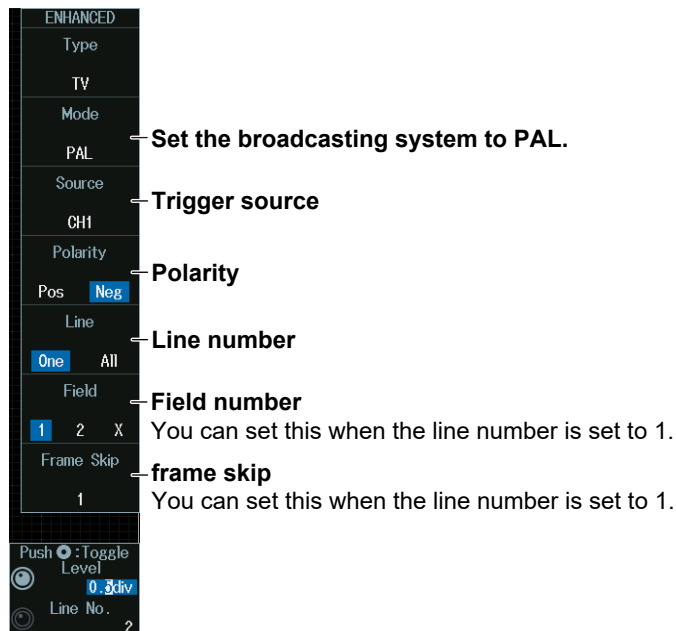 ENHANCED
Type
TV
Mode
PAL
Set the broadcasting system to PAL.
Source
CH1
Trigger source
Polarity
Pos Neg
Polarity
Line
One All
Line number
Field
1 2 X
Field number
You can set this when the line number is set to 1.
Frame Skip
1
frame skip
You can set this when the line number is set to 1.
Push :Toggle
Level
0.5div
Line No.
2